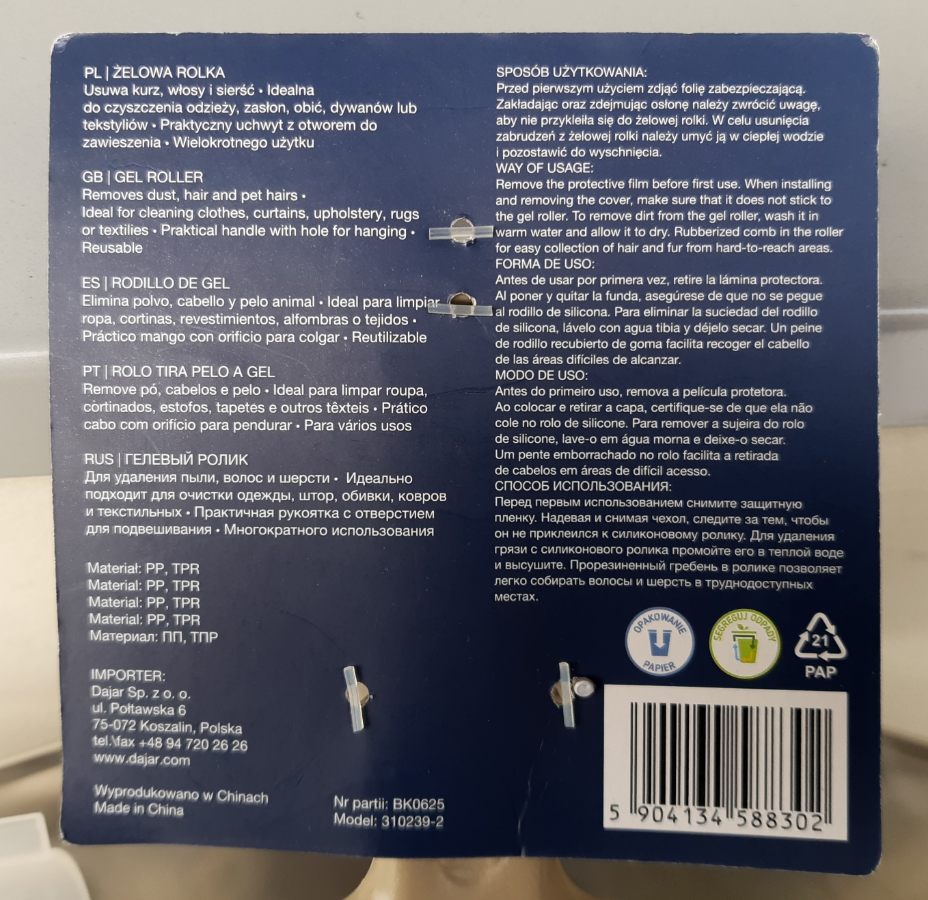 PL | ŻELOWA ROLKA
Usuwa kurz, włosy i sierść • Idealna
do czyszczenia odzieży, zasłon, obić, dywanów lub
tekstyliów • Praktyczny uchwyt z otworem do
zawieszenia • Wielokrotnego użytku
GB | GEL ROLLER
Removes dust, hair and pet hairs •
Ideal for cleaning clothes, curtains, upholstery, rugs
or textilies • Praktical handle with hole for hanging •
Reusable
ES | RODILLO DE GEL
Elimina polvo, cabello y pelo animal • Ideal para limpiar
ropa, cortinas, revestimientos, alfombras o tejidos •
Práctico mango con orificio para colgar • Reutilizable
PT | ROLO TIRA PELO A GEL
Remove pó, cabelos e pelo • Ideal para limpar roupa,
cortinados, estofos, tapetes e outros têxteis • Prático
cabo com orifício para pendurar • Para vários usos
RUS | ГЕЛЕВЫЙ РОЛИК
Для удаления пыли, волос и шерсти • Идеально
подходит для очистки одежды, штор, обивки, ковров
и текстильных • Практичная рукоятка с отверстием
для подвешивания • Многократного использования
Material: PP, TPR
Material: PP, TPR
Material: PP, TPR
Material: PP, TPR
Материал: ПП, ТПР
IMPORTER:
Dajar Sp. z o. o.
ul. Połtawska 6
75-072 Koszalin, Polska
tel.\fax +48 94 720 26 26
www.dajar.com
Wyprodukowano w Chinach
Made in China
Nr partii: BK0625
Model: 310239-2
SPOSÓB UŻYTKOWANIA:
Przed pierwszym użyciem zdjąć folię zabezpieczającą.
Zakładając oraz zdejmując osłonę należy zwrócić uwagę,
aby nie przykleiła się do żelowej rolki. W celu usunięcia
zabrudzeń z żelowej rolki należy umyć ją w ciepłej wodzie
i pozostawić do wyschnięcia.
WAY OF USAGE:
Remove the protective film before first use. When installing
and removing the cover, make sure that it does not stick to
the gel roller. To remove dirt from the gel roller, wash it in
warm water and allow it to dry. Rubberized comb in the roller
for easy collection of hair and fur from hard-to-reach areas.
FORMA DE USO:
Antes de usar por primera vez, retire la lámina protectora.
Al poner y quitar la funda, asegúrese de que no se pegue
al rodillo de silicona. Para eliminar la suciedad del rodillo
de silicona, lávelo con agua tibia y déjelo secar. Un peine
de rodillo recubierto de goma facilita recoger el cabello
de las áreas difíciles de alcanzar.
MODO DE USO:
Antes do primeiro uso, remova a película protetora.
Ao colocar e retirar a capa, certifique-se de que ela não
cole no rolo de silicone. Para remover a sujeira do rolo
de silicone, lave-o em água morna e deixe-o secar.
Um pente emborrachado no rolo facilita a retirada
de cabelos em áreas de difícil acesso.
СПОСОБ ИСПОЛЬЗОВАНИЯ:
Перед первым использованием снимите защитную
пленку. Надевая и снимая чехол, следите за тем, чтобы
он не приклеился к силиконовому ролику. Для удаления
грязи с силиконового ролика промойте его в теплой воде
и высушите. Прорезиненный гребень в ролике позволяет
легко собирать волосы и шерсть в труднодоступных
местах.
OPAKOWANIE
PAPIER
SEGREGUJ ODPADY
21
PAP
5 904134 588302